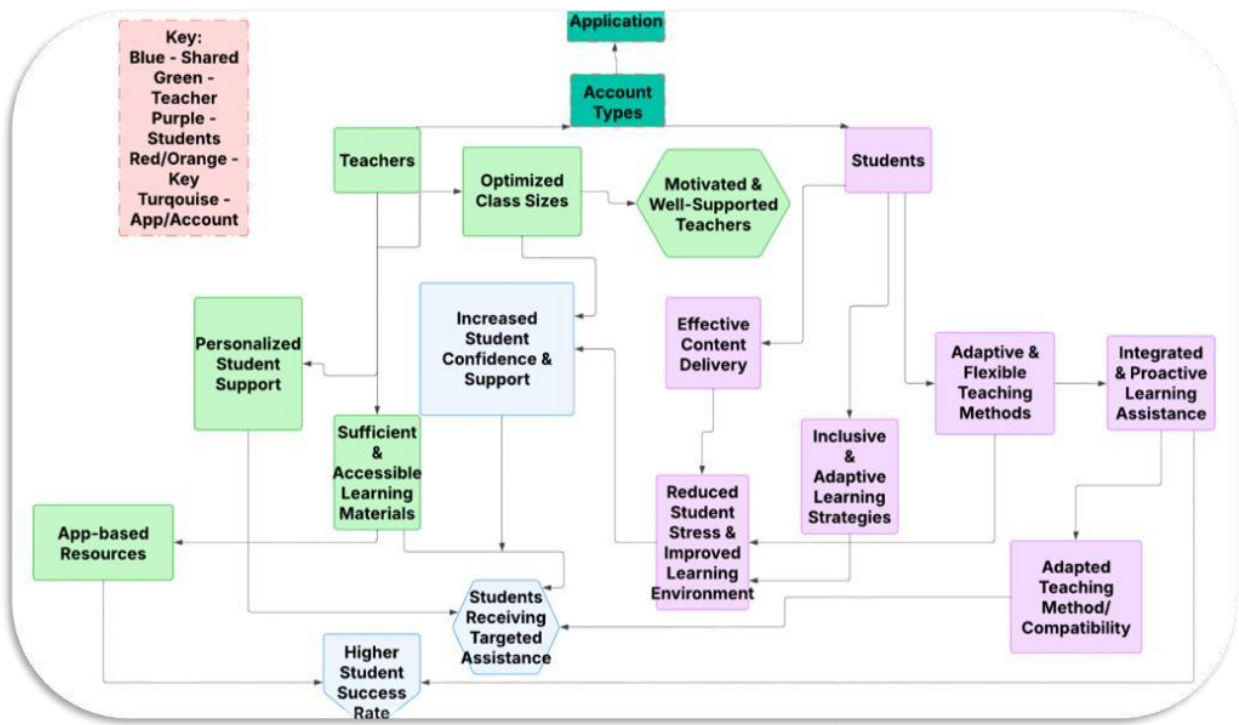 Application
Key:
Blue - Shared
Green -
Teacher
Purple -
Students
Red/Orange -
Key
Turqouise -
App/Account
Account
Types
Teachers
Optimized
Class Sizes
Motivated &
Well-Supported
Teachers
Students
Personalized
Student
Support
Increased
Student
Confidence &
Support
Effective
Content
Delivery
Adaptive &
Flexible
Teaching
Methods
Integrated
& Proactive
Learning
Assistance
Sufficient
&
Accessible
Learning
Materials
Inclusive
&
Adaptive
Learning
Strategies
Reduced
Student
Stress &
Improved
Learning
Environment
App-based
Resources
Adapted
Teaching
Method/
Compatibility
Students
Receiving
Targeted
Assistance
Higher
Student
Success
Rate